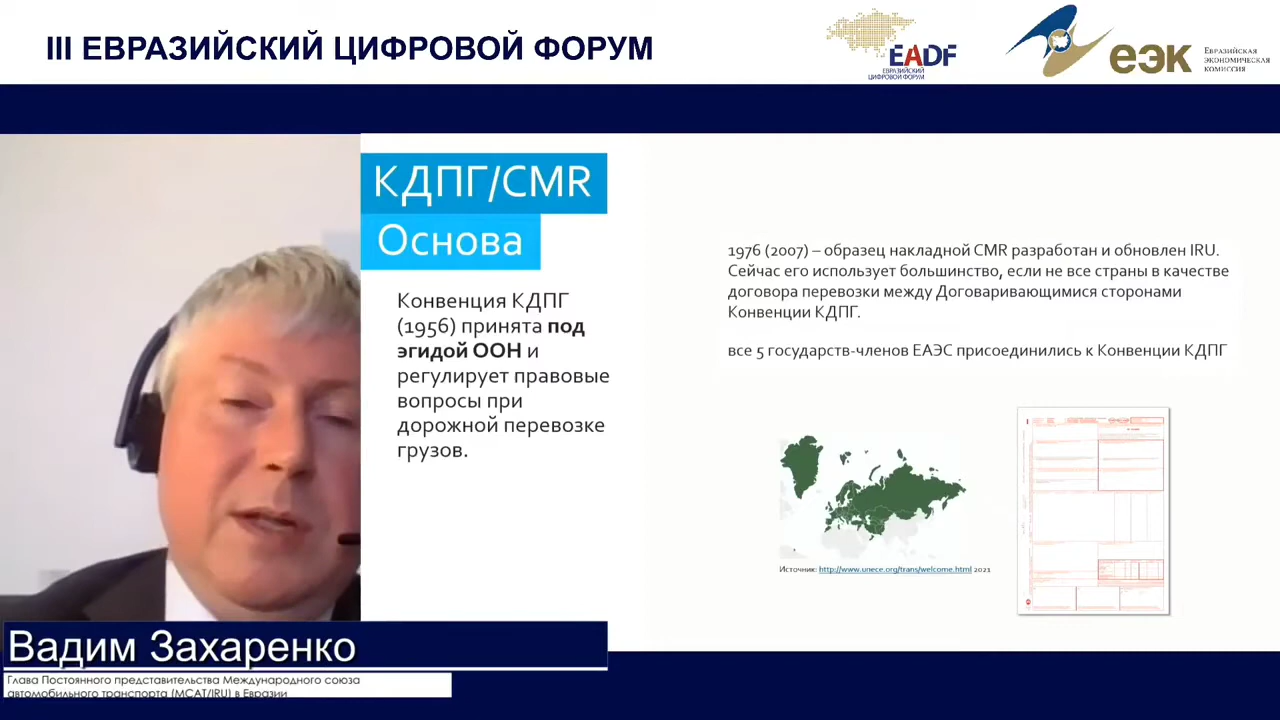 III ЕВРАЗИЙСКИЙ ЦИФРОВОЙ ФОРУМ
EADF
ЕВРАЗИЙСКИЙ
ЦИФРОВОЙ ФОРУМ
ЕЭК
ЕВРАЗИЙСКАЯ
ЭКОНОМИЧЕСКАЯ
КОМИССИЯ
КДПГ/CMR
Основа
Конвенция КДПГ
(1956) принята под
эгидой ООН и
регулирует правовые
вопросы при
дорожной перевозке
грузов.
1976 (2007) – образец накладной CMR разработан и обновлен IRU.
Сейчас его использует большинство, если не все страны в качестве
договора перевозки между Договаривающимися сторонами
Конвенции КДПГ.
все 5 государств-членов ЕАЭС присоединились к Конвенции КДПГ
Источник: http://www.unece.org/trans/welcome.html 2021
Вадим Захаренко
Глава Постоянного представительства Международного союза
автомобильного транспорта (МСАТ/IRU) в Евразии